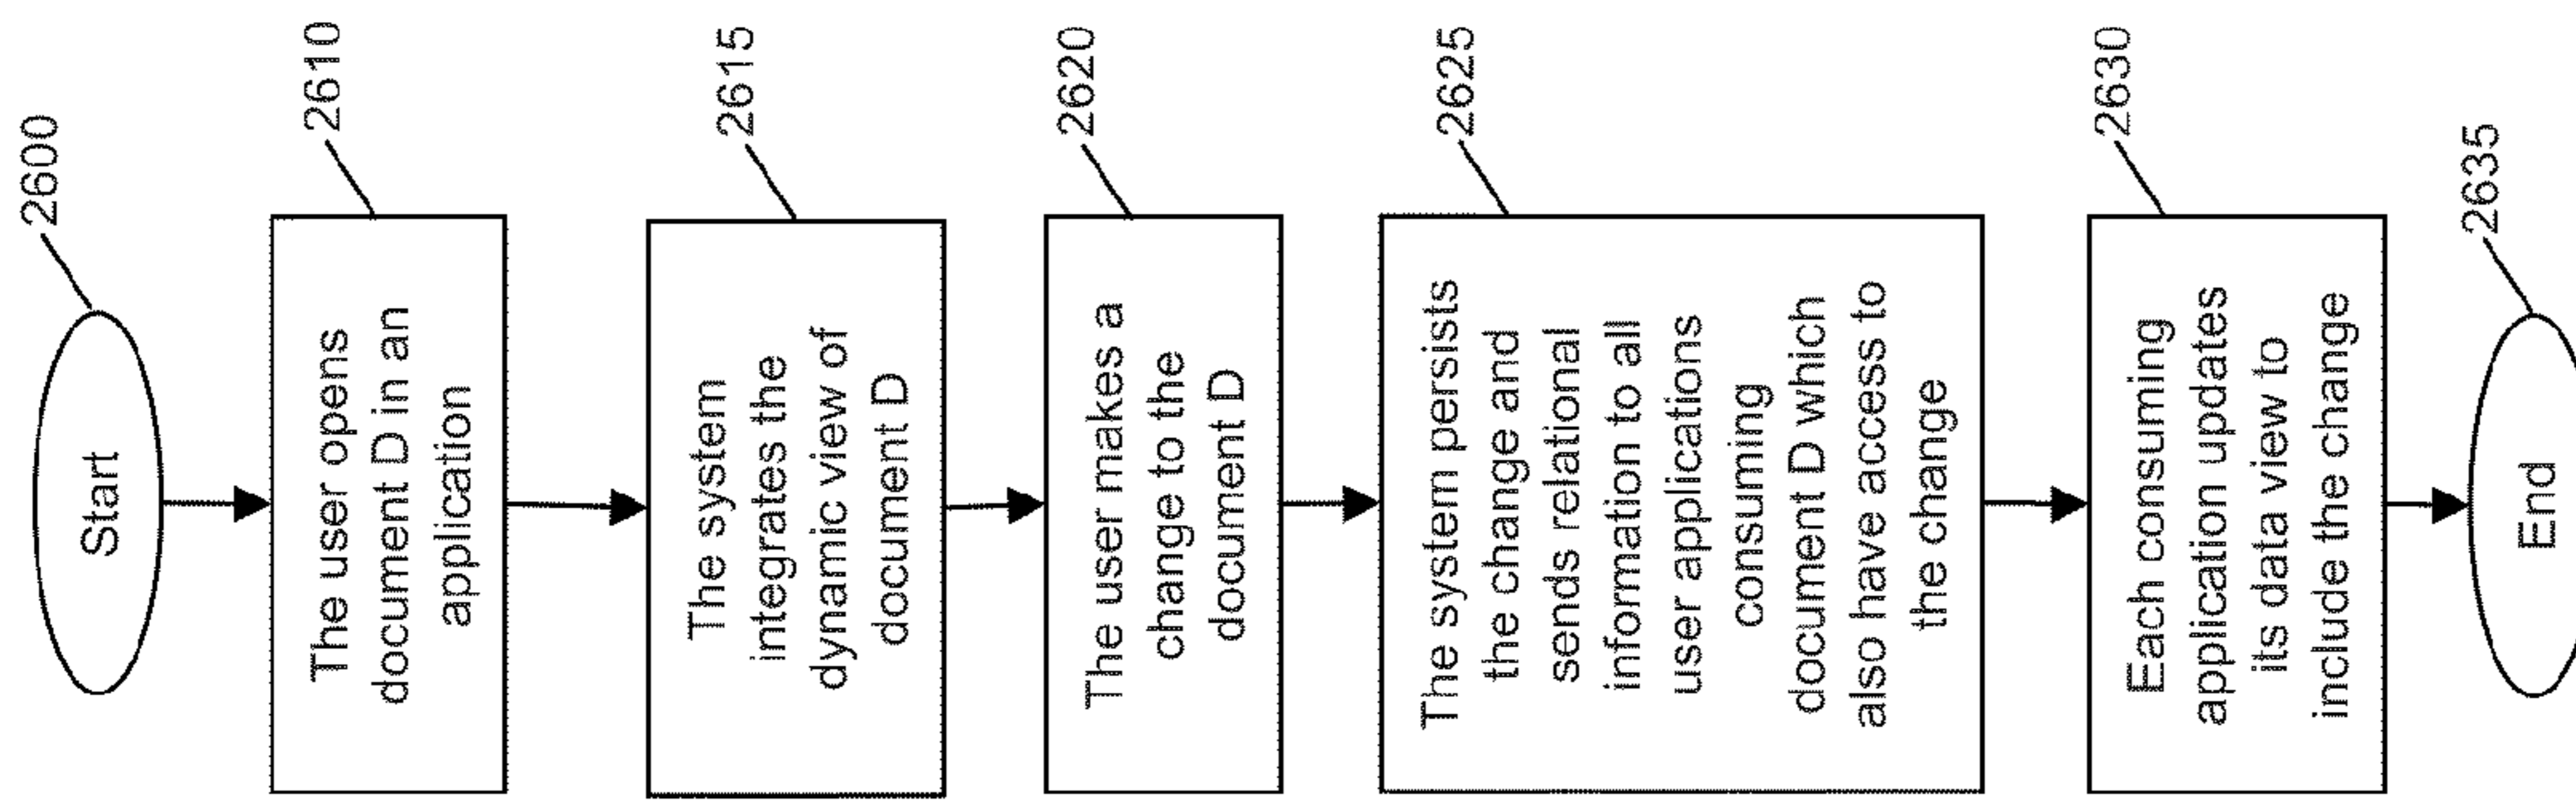 2600
Start
2610
The user opens
document D in an
application
2615
The system
integrates the
dynamic view of
document D
2620
The user makes a
change to the
document D
2625
The system persists
the change and
sends relational
information to all
user applications
consuming
document D which
also have access to
the change
2630
Each consuming
application updates
its data view to
include the change
2635
End